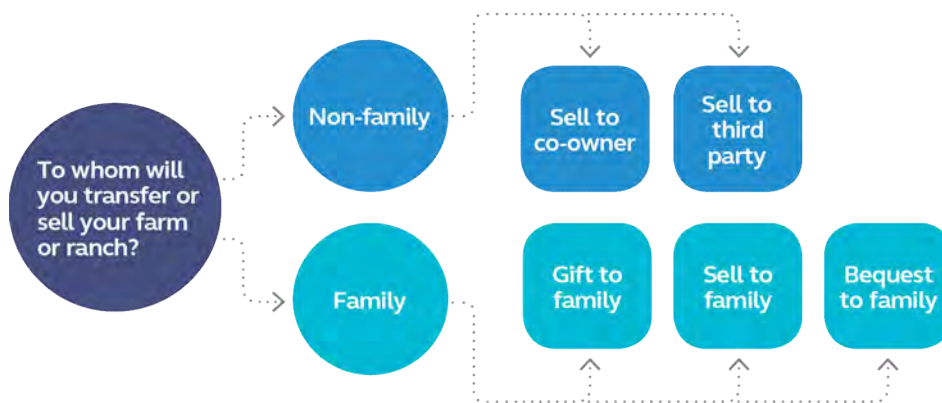 To whom will
you transfer or
sell your farm
or ranch?
Non-family
Sell to
co-owner
Sell to
third
party
Family
Gift to
family
Sell to
family
Bequest
to family